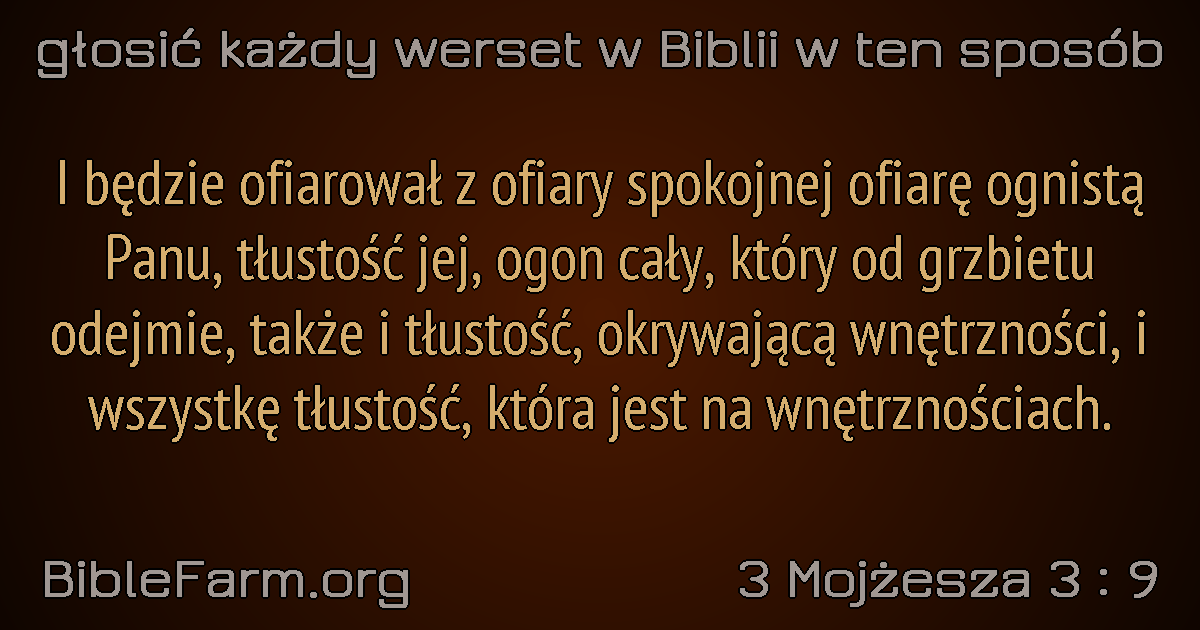 głosić każdy werset w Biblii w ten sposób
I będzie ofiarował z ofiary spokojnej ofiarę ognistą
Panu, tłustość jej, ogon cały, który od grzbietu
odejmie, także i tłustość, okrywającą wnętrzności, i
wszystkę tłustość, która jest na wnętrznościach.
BibleFarm.org
3 Mojżesza 3 : 9